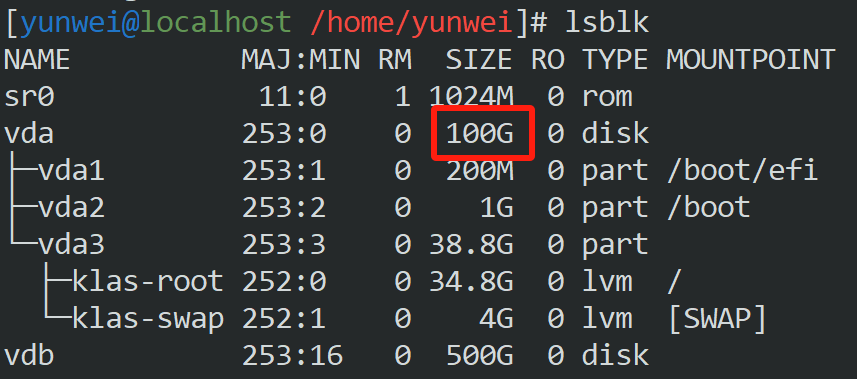 [yunwei@localhost /home/yunwei]# lsblk
NAME          MAJ:MIN RM  SIZE RO TYPE MOUNTPOINT
sr0            11:0    1 1024M  0 rom
vda           253:0    0  100G  0 disk
├─vda1        253:1    0  200M  0 part /boot/efi
├─vda2        253:2    0    1G  0 part /boot
└─vda3        253:3    0 38.8G  0 part
  ├─klas-root 252:0    0 34.8G  0 lvm  /
  └─klas-swap 252:1    0    4G  0 lvm  [SWAP]
vdb           253:16   0  500G  0 disk